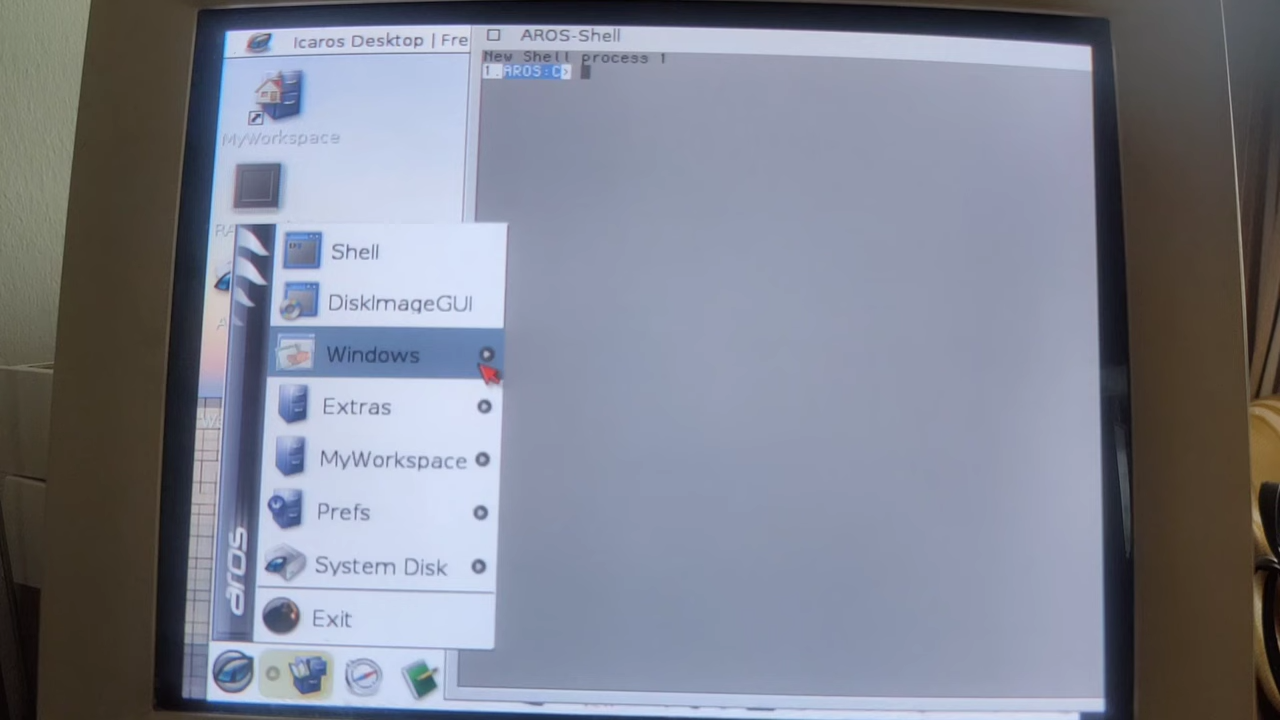 Icaros Desktop | Fre
AROS-Shell
New Shell process 1
1.AROS:C>
MyWorkspace
RA
Shell
DiskImageGUI
Windows
Extras
MyWorkspace
Prefs
System Disk
Exit
aros